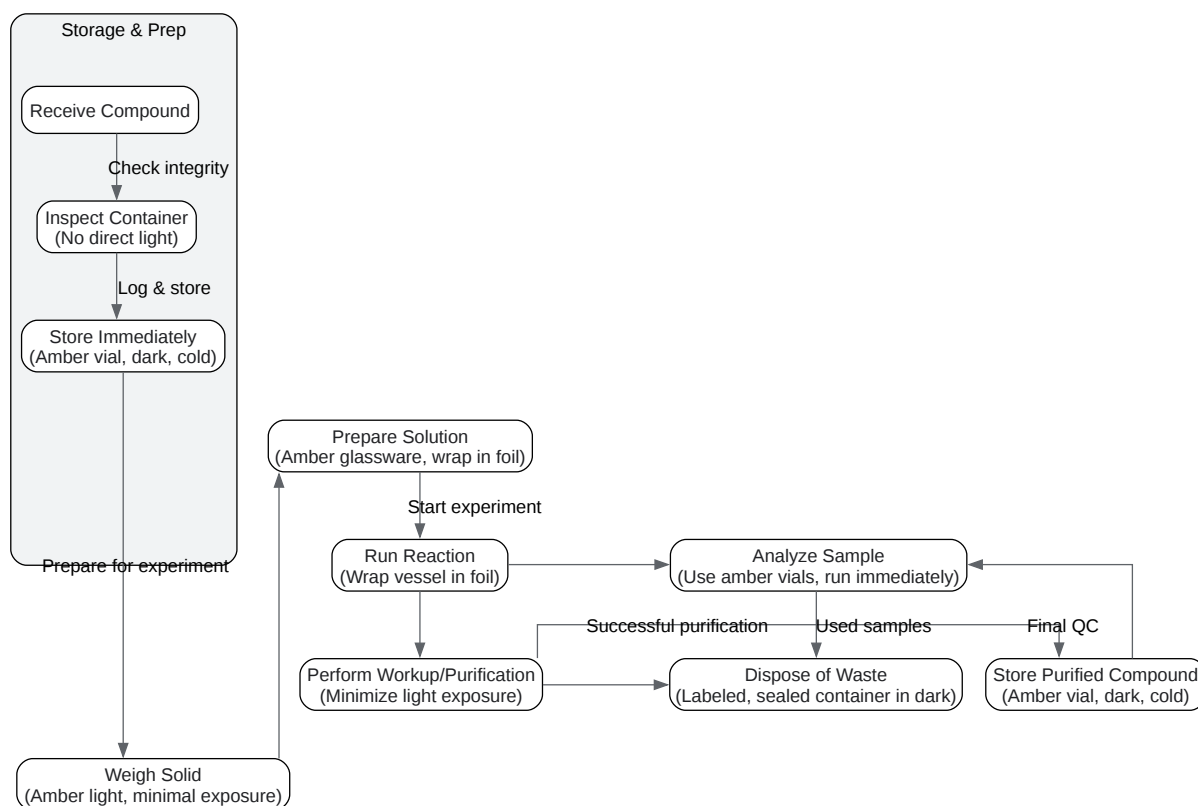 Storage & Prep
Receive Compound
Check integrity
Inspect Container
(No direct light)
Log & store
Store Immediately
(Amber vial, dark, cold)
Prepare for experiment
Weigh Solid
(Amber light, minimal exposure)
Prepare Solution
(Amber glassware, wrap in foil)
Start experiment
Run Reaction
(Wrap vessel in foil)
Analyze Sample
(Use amber vials, run immediately)
Successful purification
Used samples
Final QC
Perform Workup/Purification
(Minimize light exposure)
Dispose of Waste
(Labeled, sealed container in dark)
Store Purified Compound
(Amber vial, dark, cold)